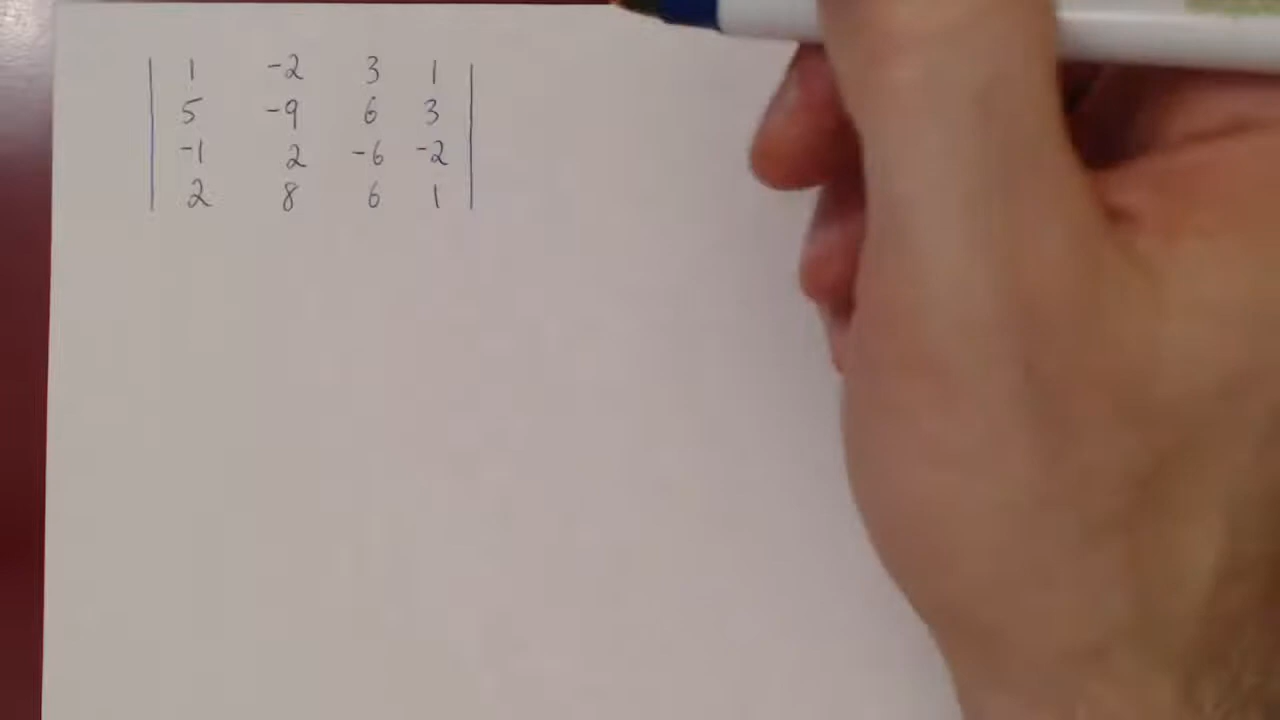 | 1 -2 3 1 |
| 5 -9 6 3 |
| -1 2 -6 -2 |
| 2 8 6 1 |